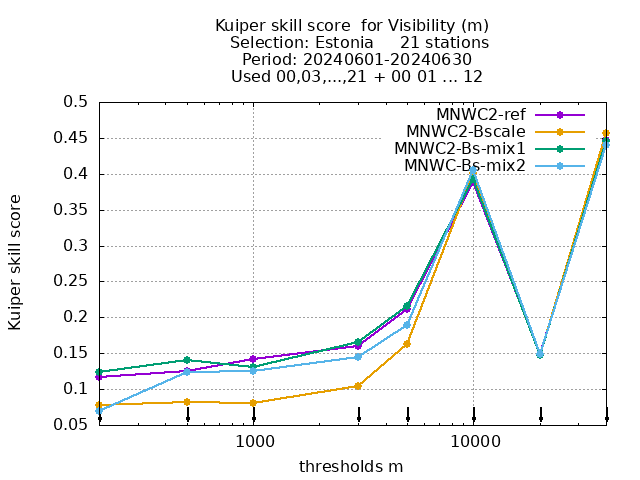 Kuiper skill score  for Visibility (m)
Selection: Estonia     21 stations
Period: 20240601-20240630
Used 00,03,...,21 + 00 01 ... 12
MNWC2-ref
MNWC2-Bscale
MNWC2-Bs-mix1
MNWC-Bs-mix2
0.5
0.45
0.4
0.35
0.3
0.25
0.2
0.15
0.1
0.05
Kuiper skill score
1000 10000
thresholds m